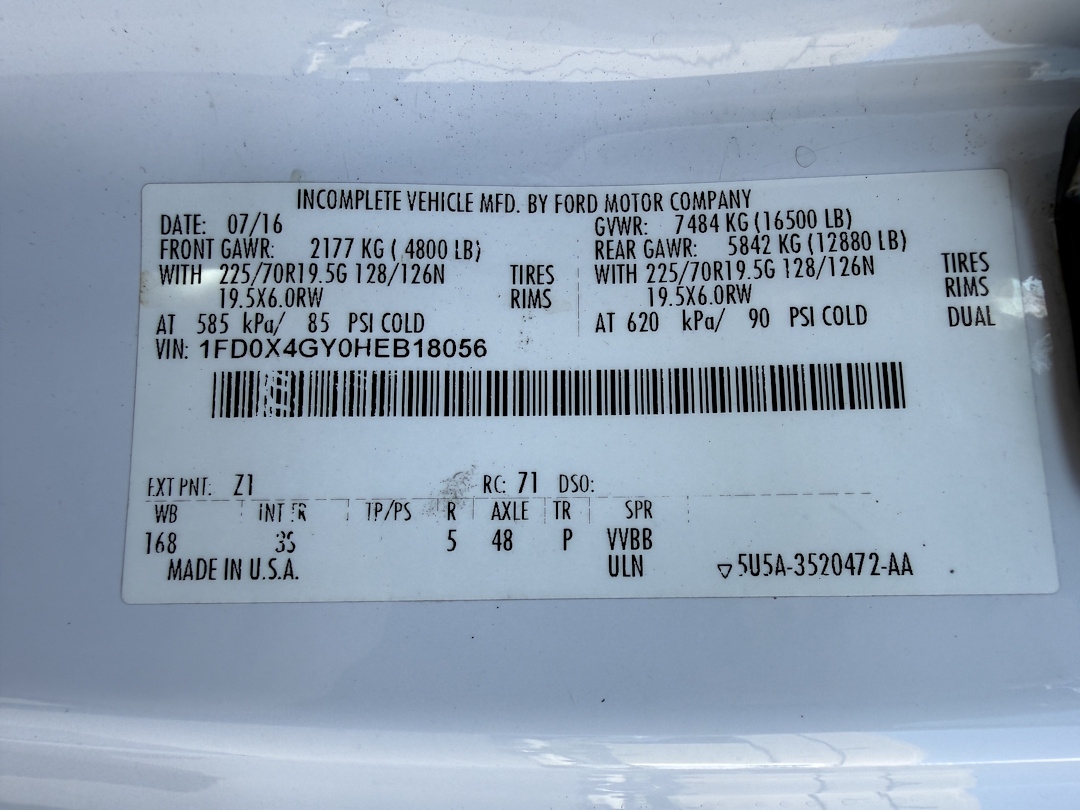 INCOMPLETE VEHICLE MFD. BY FORD MOTOR COMPANY
DATE: 07/16 GVWR: 7484 KG (16500 LB)
FRONT GAWR: 2177 KG ( 4800 LB) REAR GAWR: 5842 KG (12880 LB)
WITH 225/70R19.5G 128/126N TIRES WITH 225/70R19.5G 128/126N TIRES
19.5X6.0RW RIMS 19.5X6.0RW RIMS
AT 585 kPa/ 85 PSI COLD AT 620 kPa/ 90 PSI COLD DUAL
VIN: 1FD0X4GY0HEB18056
EXT PNT: Z1 RC: 71 DSO:
WB INT TR TP/PS R AXLE TR SPR
168 3S 5 48 P VVBB
MADE IN U.S.A. ULN ▽5U5A-3520472-AA